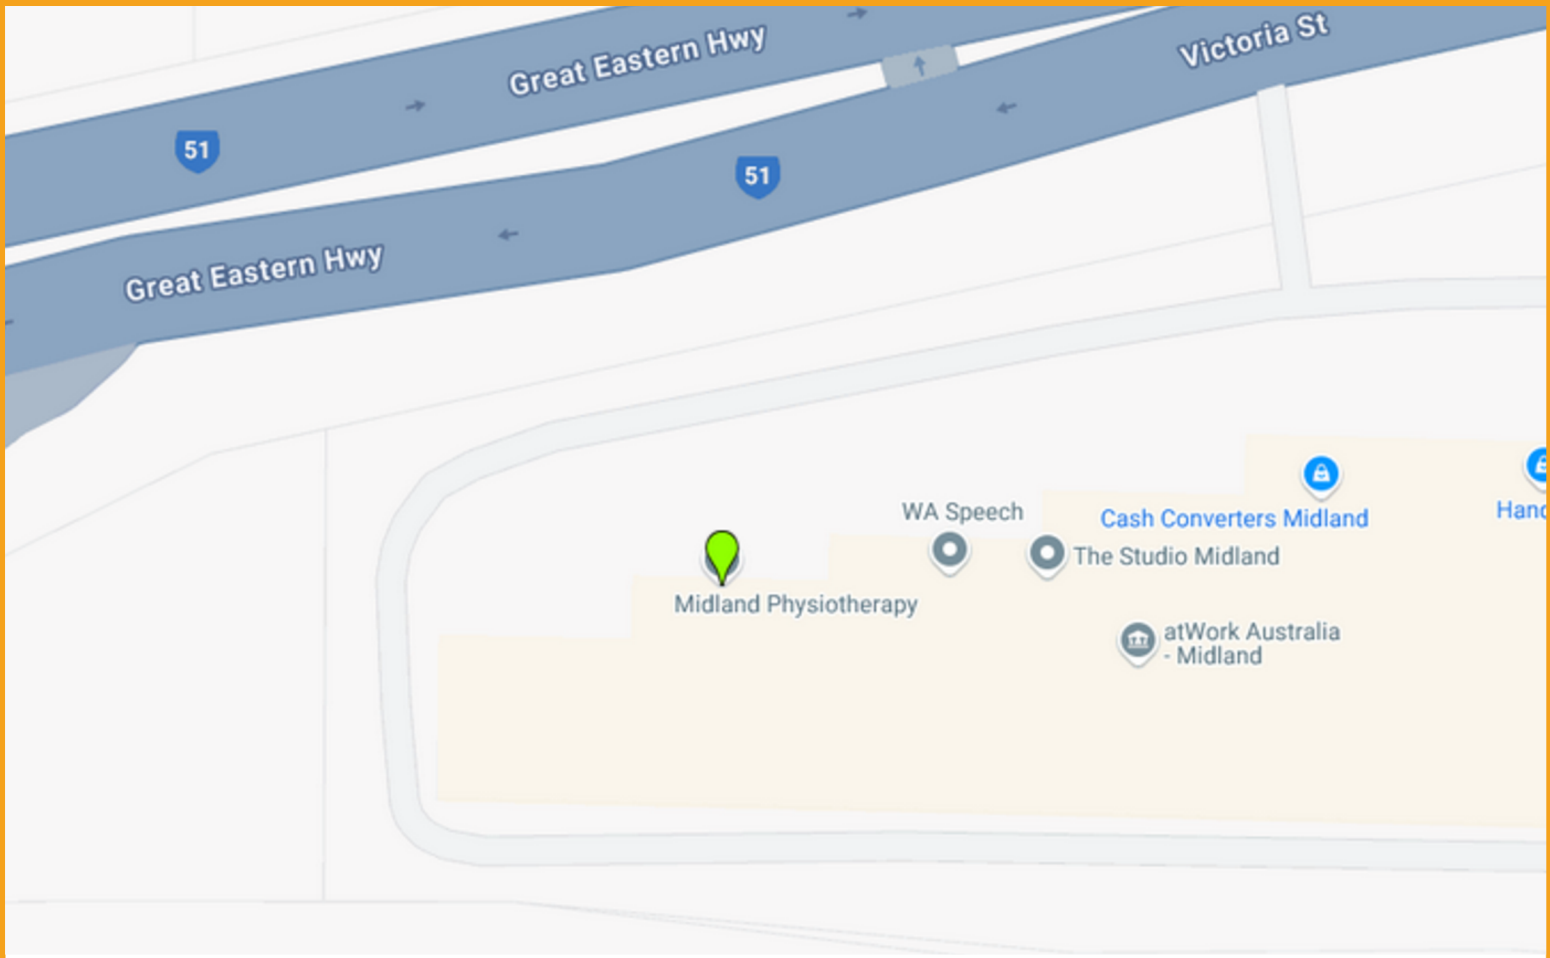 Great Eastern Hwy
Victoria St
51
51
Great Eastern Hwy
Cash Converters Midland
Hand
WA Speech
The Studio Midland
Midland Physiotherapy
atWork Australia
- Midland